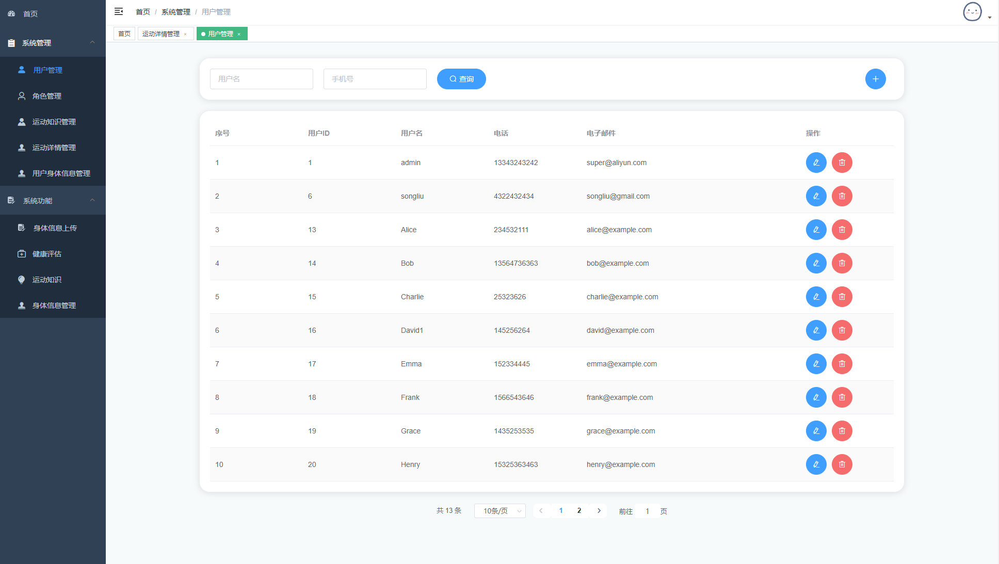 首页
系统管理
用户管理
角色管理
运动知识管理
运动详情管理
用户身体信息管理
系统功能
身体信息上传
健康评估
运动知识
身体信息管理
首页 / 系统管理 / 用户管理
首页 运动详情管理 × 用户管理 ×
用户名 手机号 查询
序号 用户ID 用户名 电话 电子邮件 操作
1 1 admin 13343243242 super@aliyun.com
2 6 songliu 4322432434 songliu@gmail.com
3 13 Alice 234532111 alice@example.com
4 14 Bob 13564736363 bob@example.com
5 15 Charlie 25323626 charlie@example.com
6 16 David1 145256264 david@example.com
7 17 Emma 152334445 emma@example.com
8 18 Frank 1566543646 frank@example.com
9 19 Grace 1435253535 grace@example.com
10 20 Henry 15325363463 henry@example.com
共 13 条 10条/页 1 2 前往 1 页